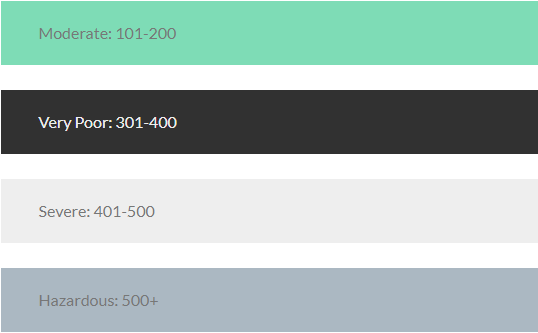 Moderate: 101-200
Very Poor: 301-400
Severe: 401-500
Hazardous: 500+